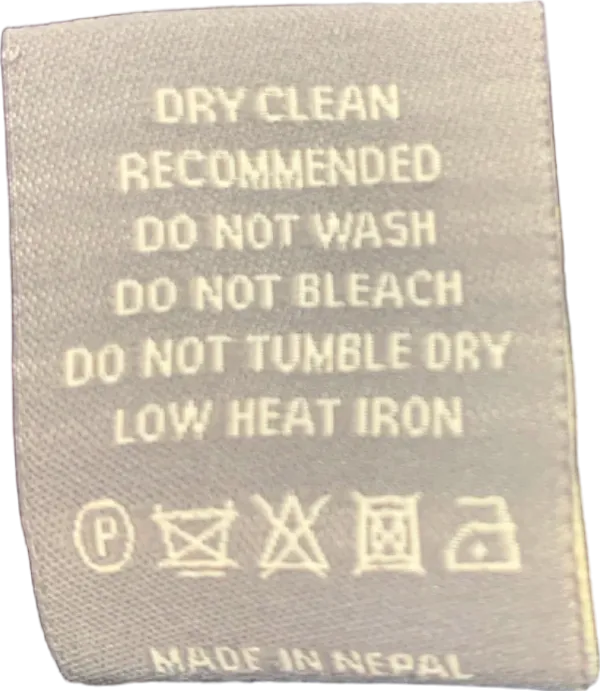 DRY CLEAN
RECOMMENDED
DO NOT WASH
DO NOT BLEACH
DO NOT TUMBLE DRY
LOW HEAT IRON
P
MADE IN NEPAL